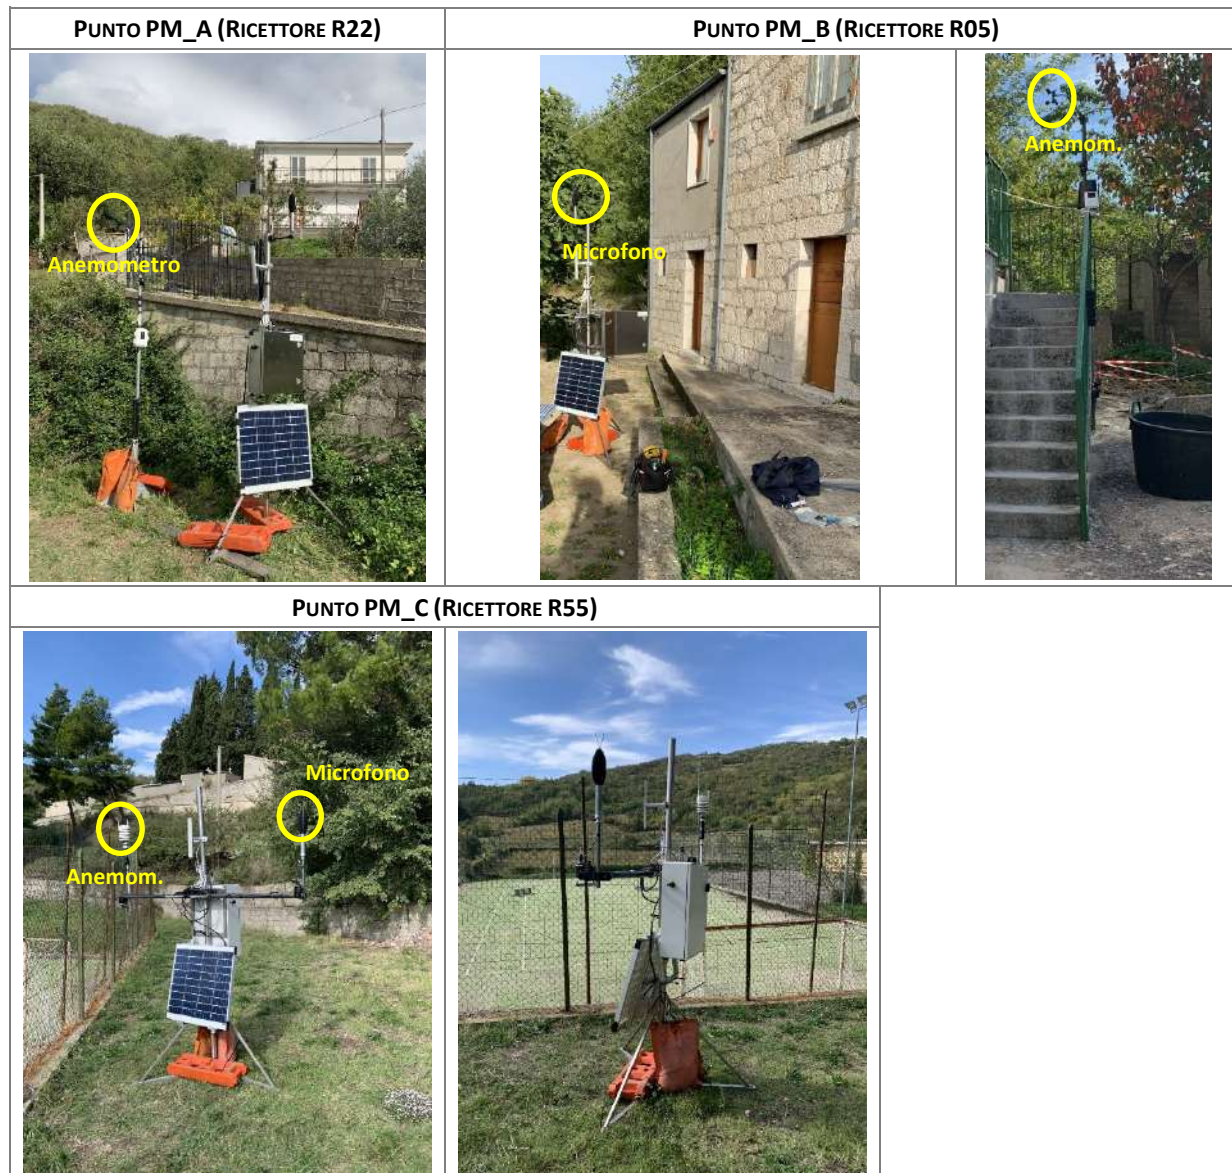 PUNTO PM_A (RICETTORE R22)
PUNTO PM_B (RICETTORE R05)
Anemometro
Microfono
Anemom.
PUNTO PM_C (RICETTORE R55)
Microfono
Anemom.